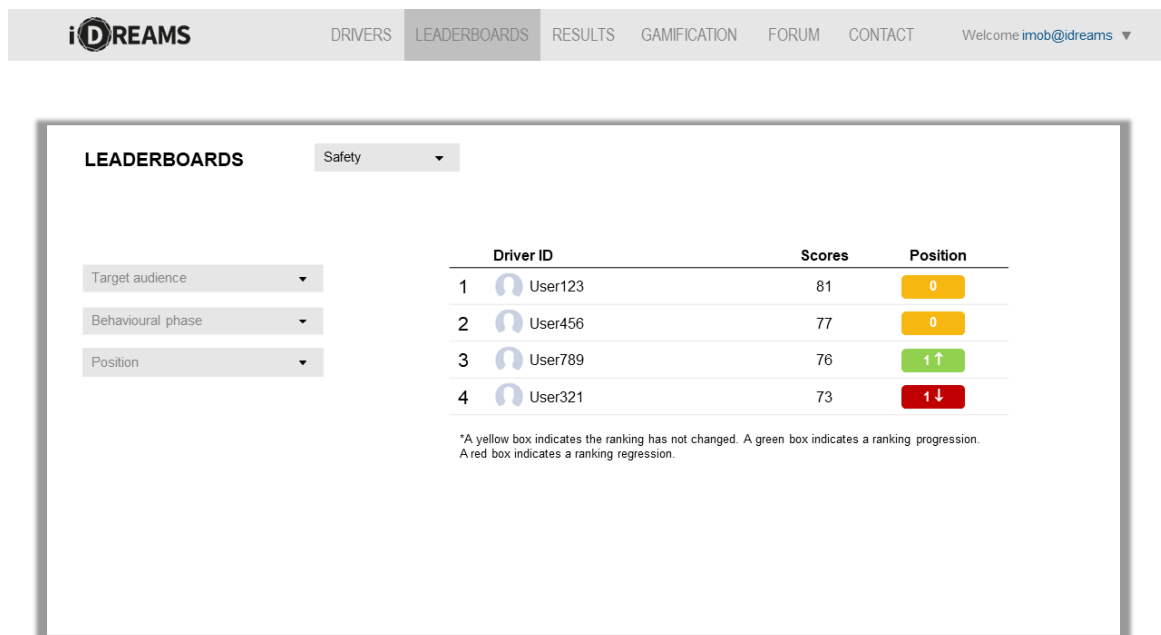 iDREAMS DRIVERS LEADERBOARDS RESULTS GAMIFICATION FORUM CONTACT Welcome imob@idreams
LEADERBOARDS Safety
Driver ID Scores Position
Target audience
1 User123 81 0
Behavioural phase
2 User456 77 0
Position
3 User789 76 1↑
4 User321 73 1↓
*A yellow box indicates the ranking has not changed. A green box indicates a ranking progression.
A red box indicates a ranking regression.